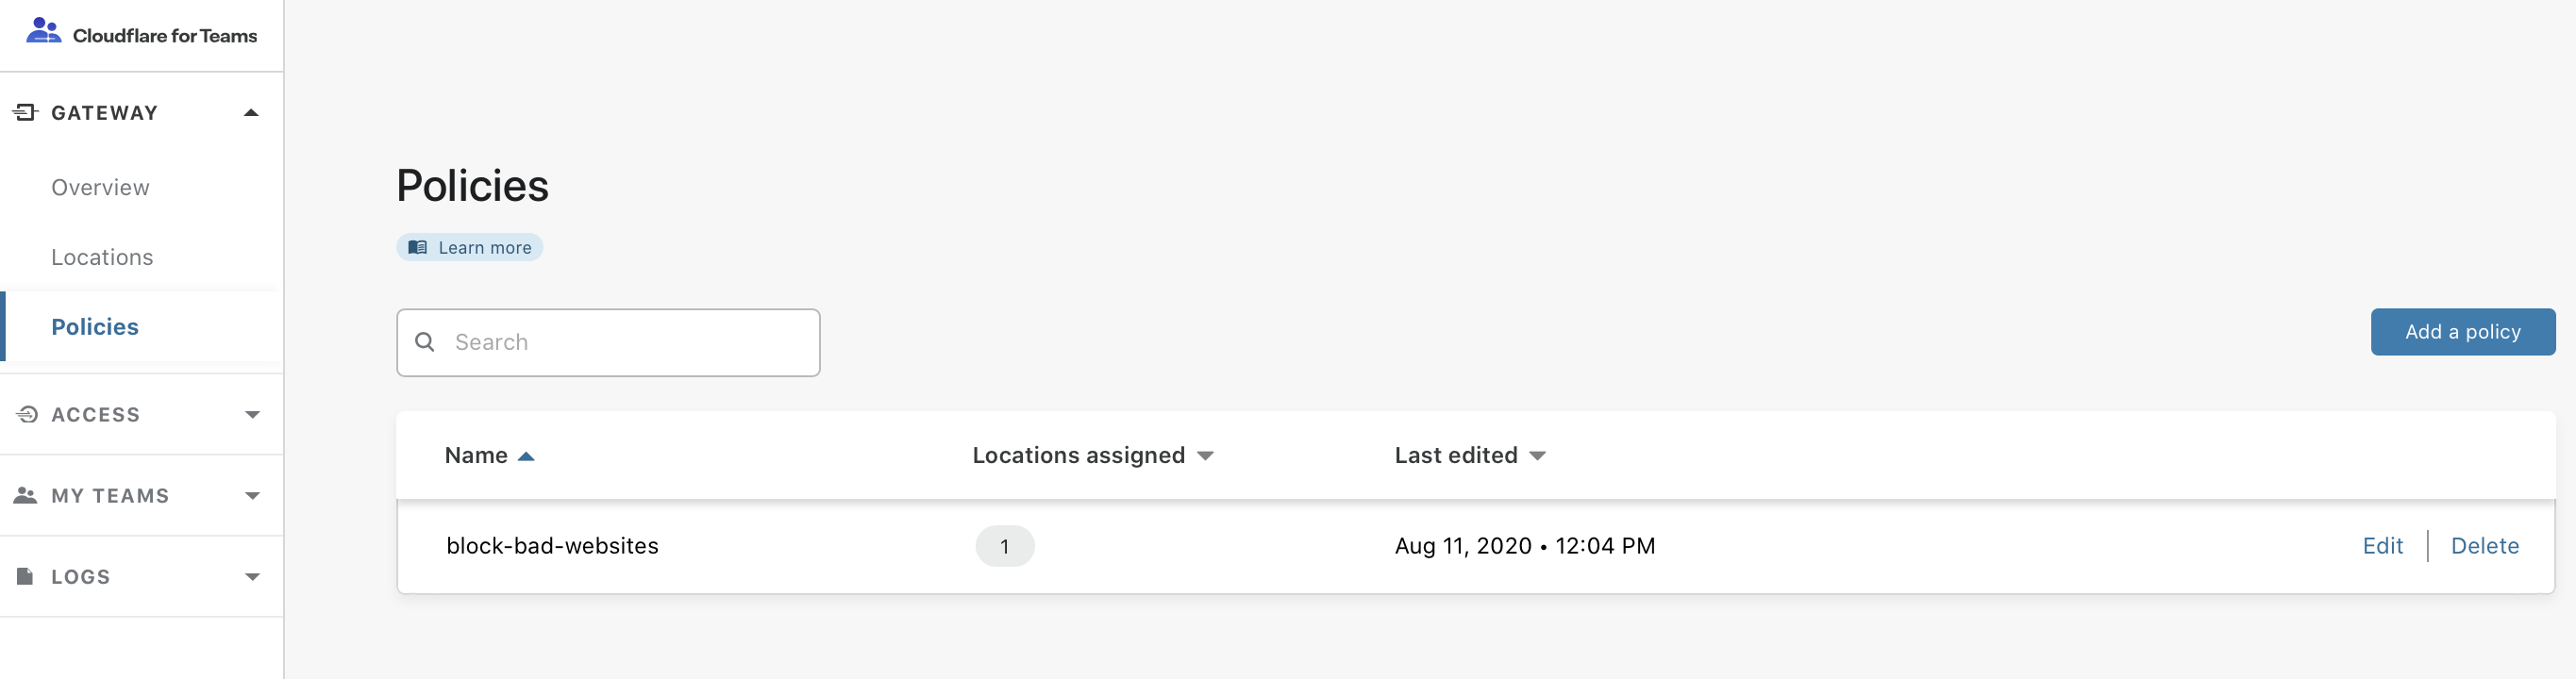 Cloudflare for Teams
GATEWAY
Overview
Locations
Policies
ACCESS
MY TEAMS
LOGS
Policies
Learn more
Search
Add a policy
Name Locations assigned Last edited
block-bad-websites 1 Aug 11, 2020 • 12:04 PM Edit | Delete